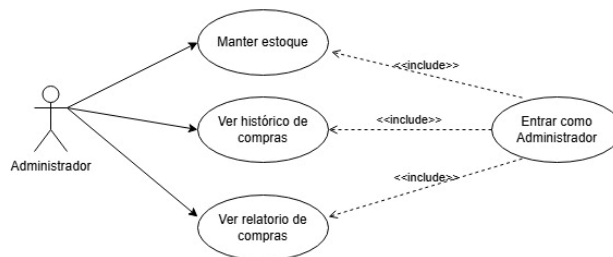 Manter estoque
<<include>>
Ver histórico de
compras
<<include>>
Entrar como
Administrador
Administrador
<<include>>
Ver relatorio de
compras